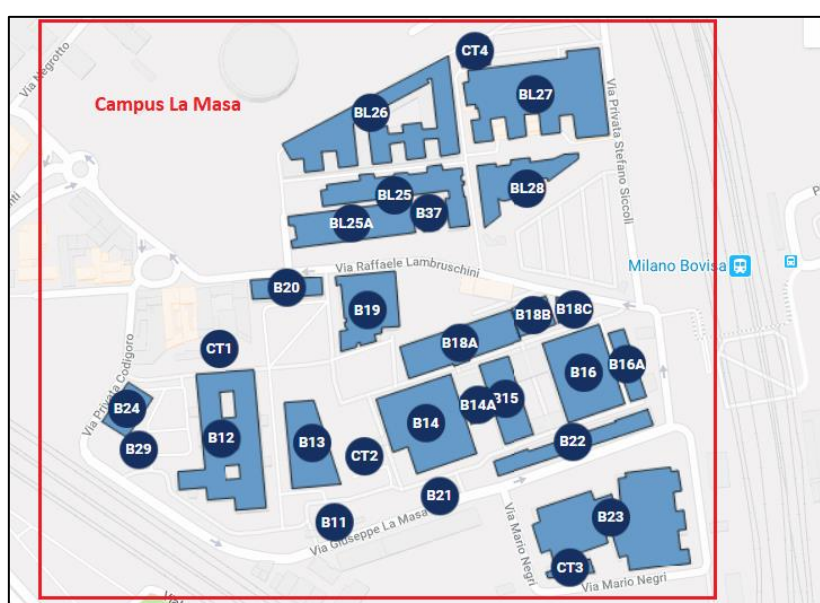 CT4
Via Negrotto
Campus La Masa
BL27
BL26
Via Privata Stefano Siccoli
BL25
BL28
BL25A
B37
Via Raffaele Lambruschini
Milano Bovisa
B20
B19
B18B
B18C
CT1
B18A
B16
B16A
Via Privata Codigoro
B24
B14A
B15
B12
B13
B14
B22
B29
CT2
B21
B11
Via Giuseppe La Masa
B23
Via Mario Negri
CT3
Via Mario Negri